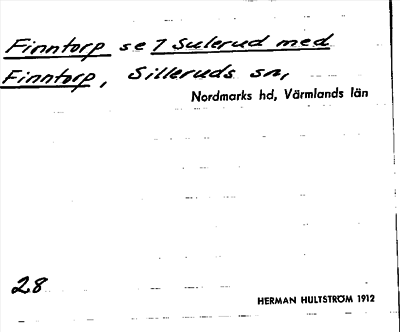 Finntorp se 7 Sulerud med
Finntorp, Silleruds sn,
Nordmarks hd, Värmlands län
28
HERMAN HULTSTRÖM 1912